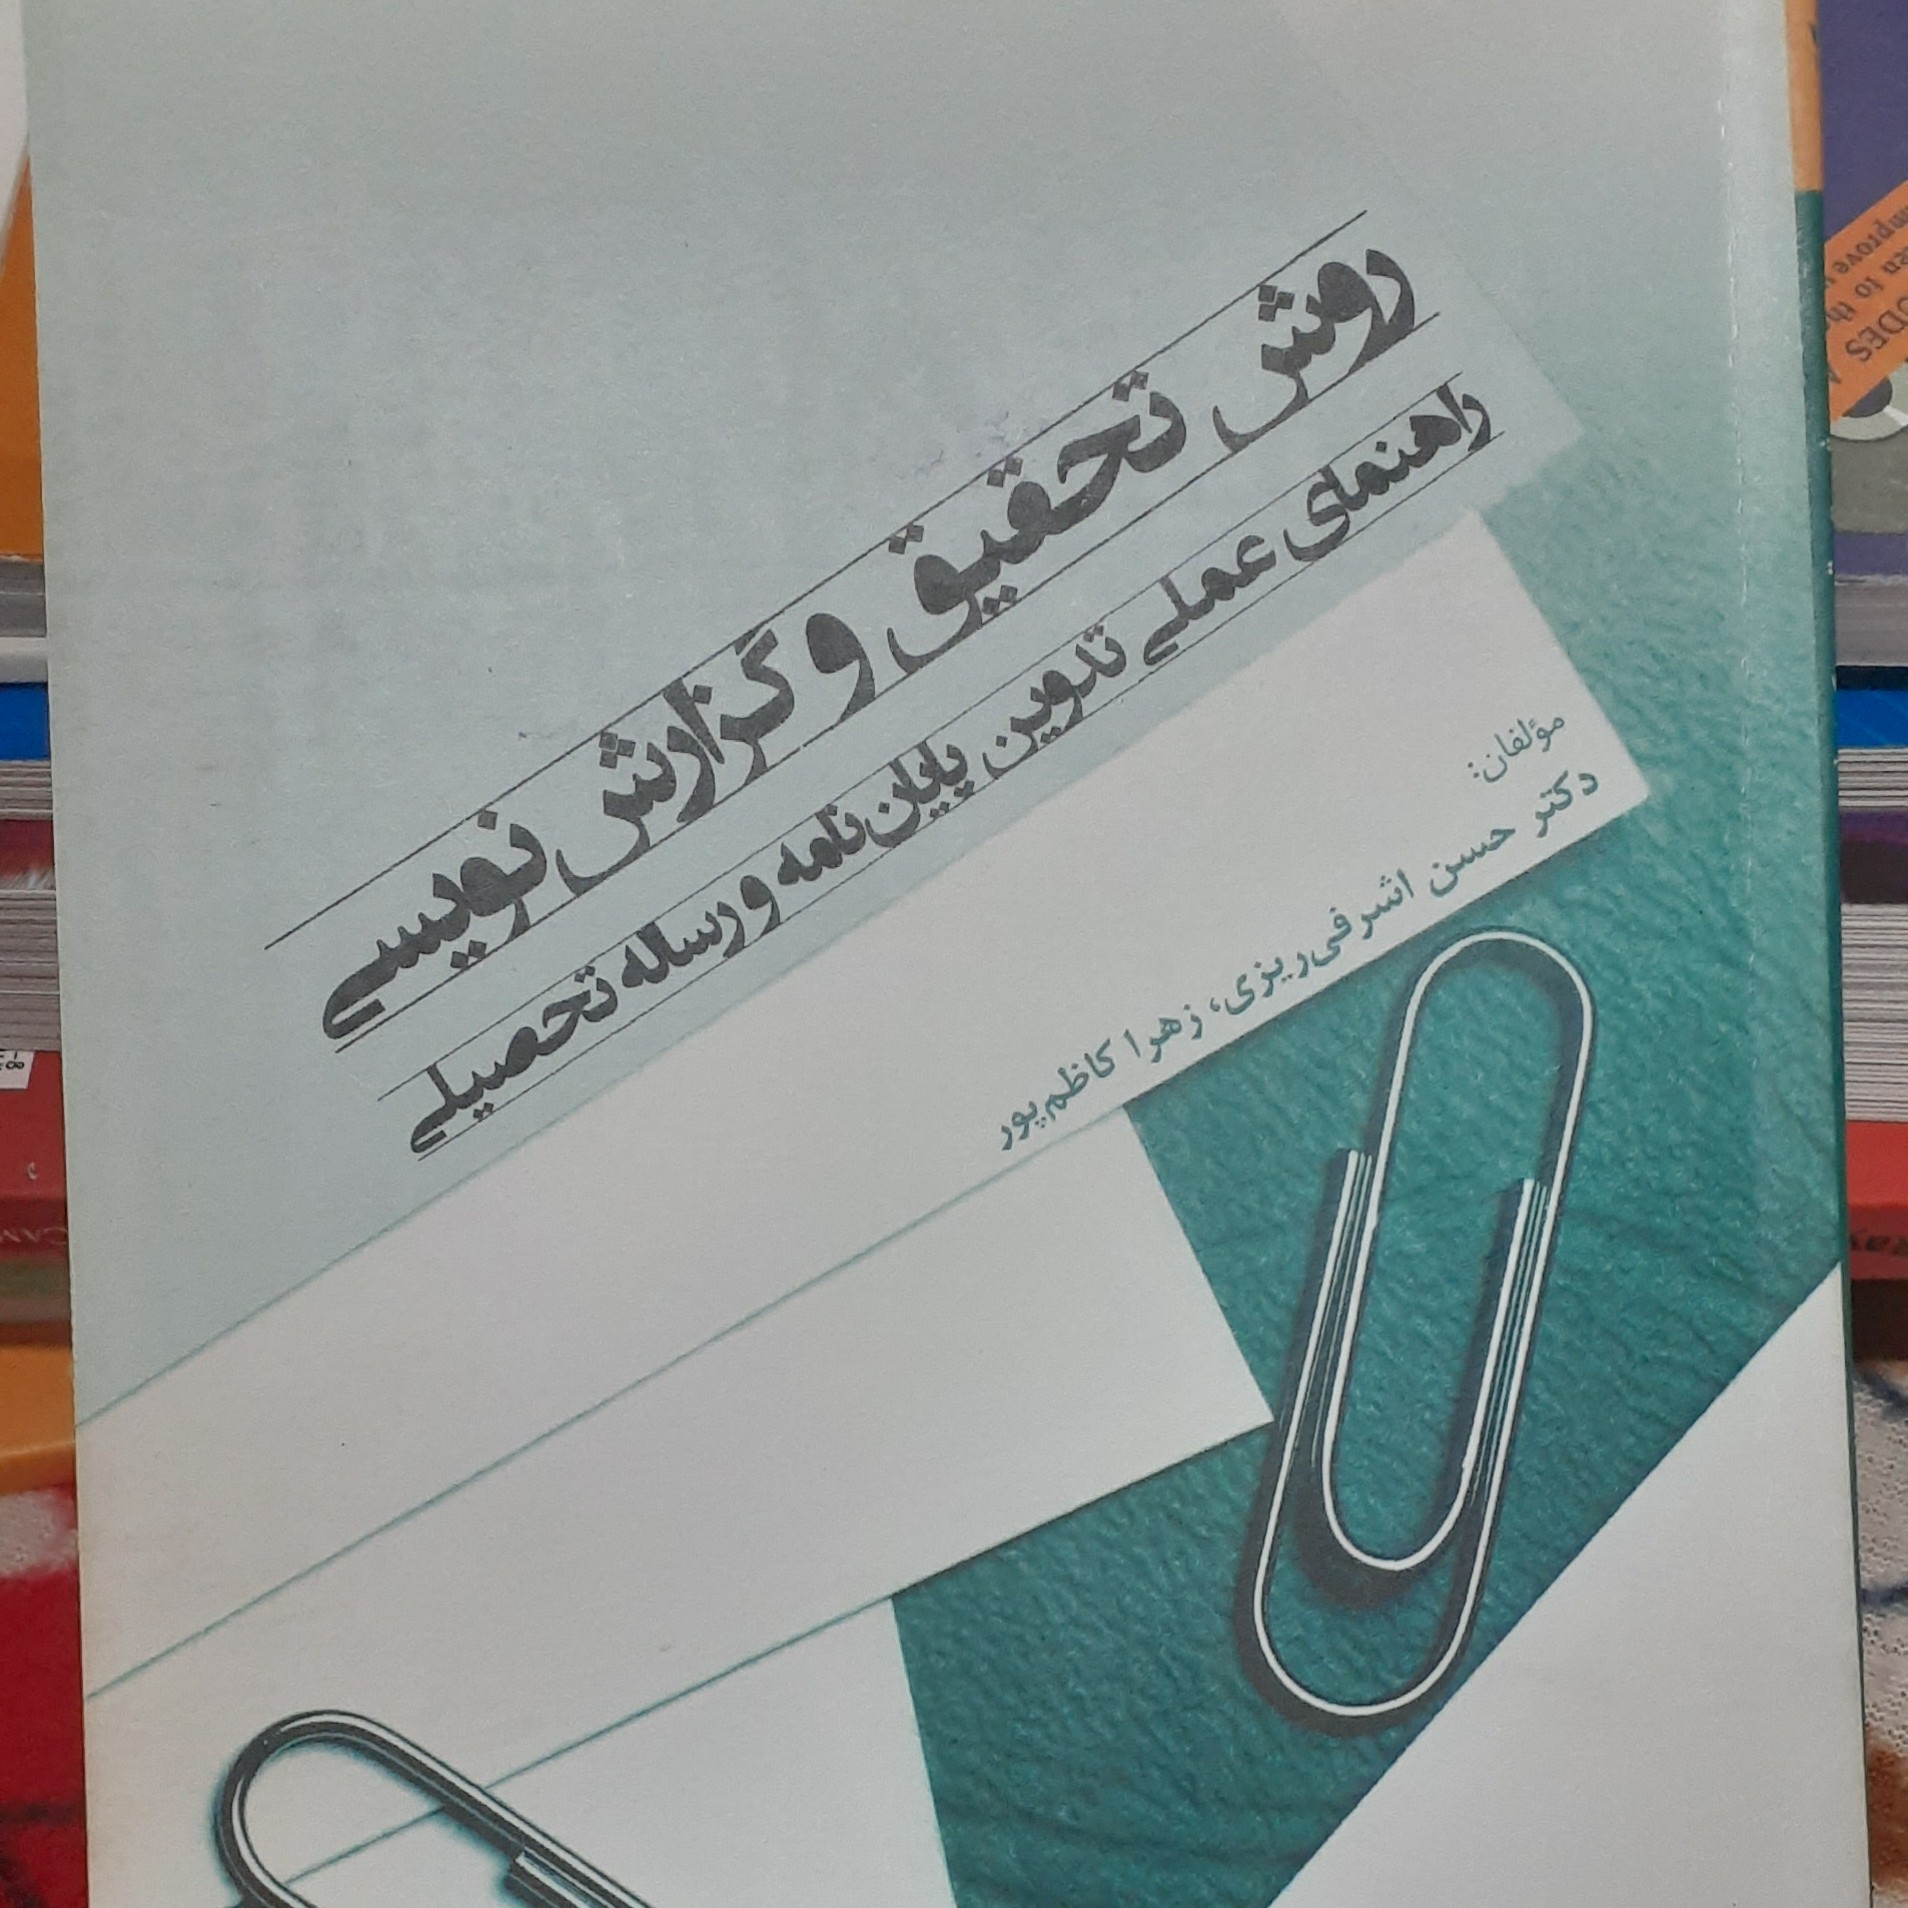 روش تحقیق و گزارش نویسی
راهنمای عملی تدوین پایان نامه و رساله تحصیلی
مؤلفان:
دکتر حسن اشرفی‌ریزی، زهرا کاظم‌پور